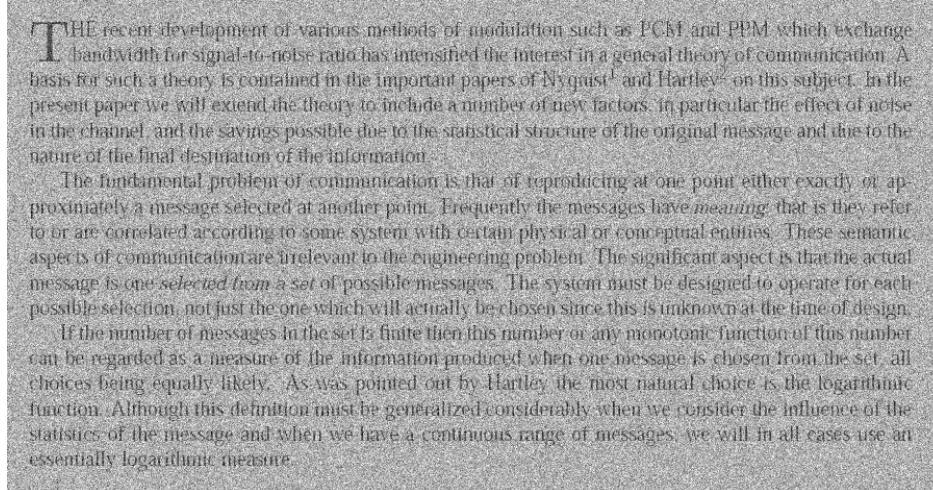 THE recent development of various methods of modulation such as PCM and PPM which exchange
bandwidth for signal-to-noise ratio has intensified the interest in a general theory of communication. A
basis for such a theory is contained in the important papers of Nyquist¹ and Hartley² on this subject. In the
present paper we will extend the theory to include a number of new factors, in particular the effect of noise
in the channel, and the savings possible due to the statistical structure of the original message and due to the
nature of the final destination of the information.
The fundamental problem of communication is that of reproducing at one point either exactly or ap-
proximately a message selected at another point. Frequently the messages have meaning; that is they refer
to or are correlated according to some system with certain physical or conceptual entities. These semantic
aspects of communication are irrelevant to the engineering problem. The significant aspect is that the actual
message is one selected from a set of possible messages. The system must be designed to operate for each
possible selection, not just the one which will actually be chosen since this is unknown at the time of design.
If the number of messages in the set is finite then this number or any monotonic function of this number
can be regarded as a measure of the information produced when one message is chosen from the set, all
choices being equally likely. As was pointed out by Hartley the most natural choice is the logarithmic
function. Although this definition must be generalized considerably when we consider the influence of the
statistics of the message and when we have a continuous range of messages, we will in all cases use an
essentially logarithmic measure.